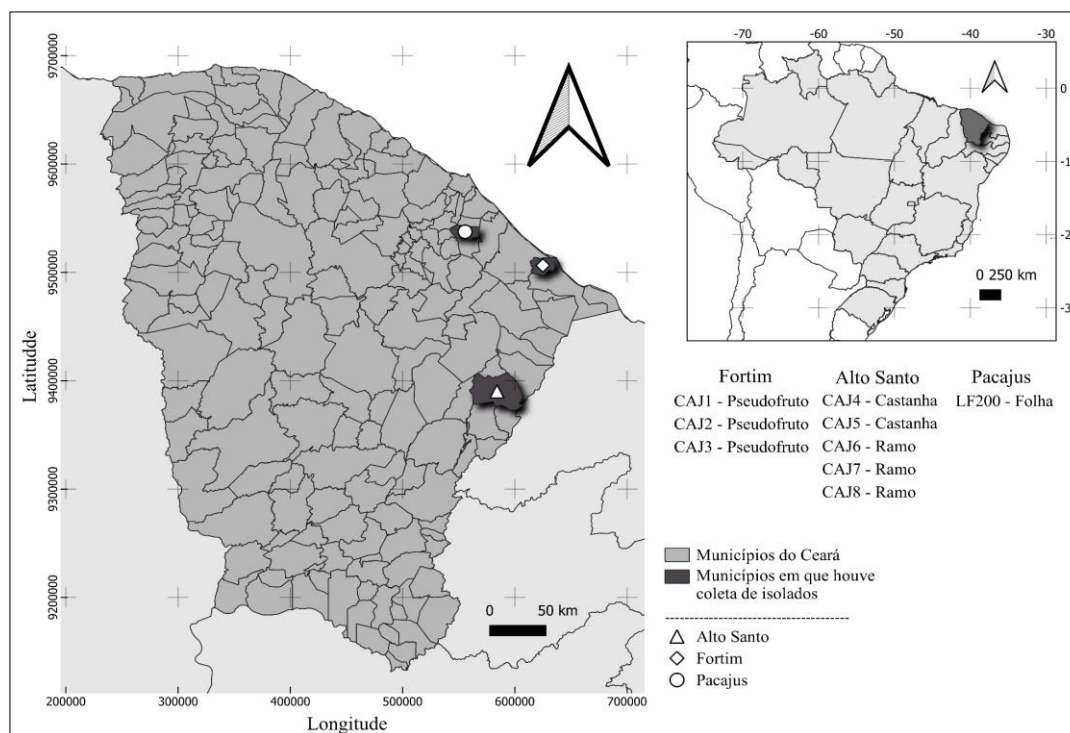 9700000
9600000
9500000
9400000
9300000
9200000
Latitudde
200000 300000 400000 500000 600000 700000
Longitude
0 50 km
-70 -60 -50 -40 -30
0
-1
-2
-3
0 250 km
Fortim
CAJ1 - Pseudofruto
CAJ2 - Pseudofruto
CAJ3 - Pseudofruto
Alto Santo
CAJ4 - Castanha
CAJ5 - Castanha
CAJ6 - Ramo
CAJ7 - Ramo
CAJ8 - Ramo
Pacajus
LF200 - Folha
Municípios do Ceará
Municípios em que houve
coleta de isolados
Alto Santo
Fortim
Pacajus